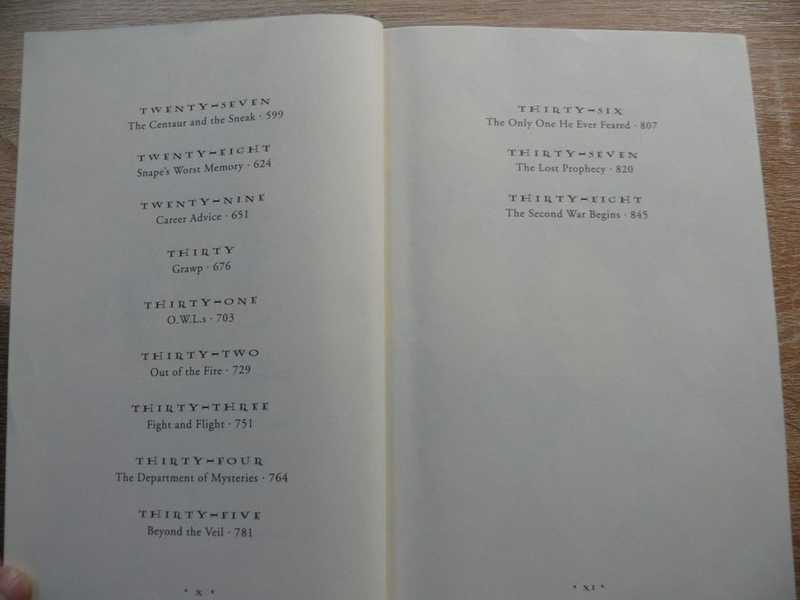 TWENTY-SEVEN
The Centaur and the Sneak · 599
TWENTY-EIGHT
Snape's Worst Memory · 624
TWENTY-NINE
Career Advice · 651
THIRTY
Grawp · 676
THIRTY-ONE
O.W.L.s · 703
THIRTY-TWO
Out of the Fire · 729
THIRTY-THREE
Fight and Flight · 751
THIRTY-FOUR
The Department of Mysteries · 764
THIRTY-FIVE
Beyond the Veil · 781
* x *
THIRTY-SIX
The Only One He Ever Feared · 807
THIRTY-SEVEN
The Lost Prophecy · 820
THIRTY-EIGHT
The Second War Begins · 845
* xi *